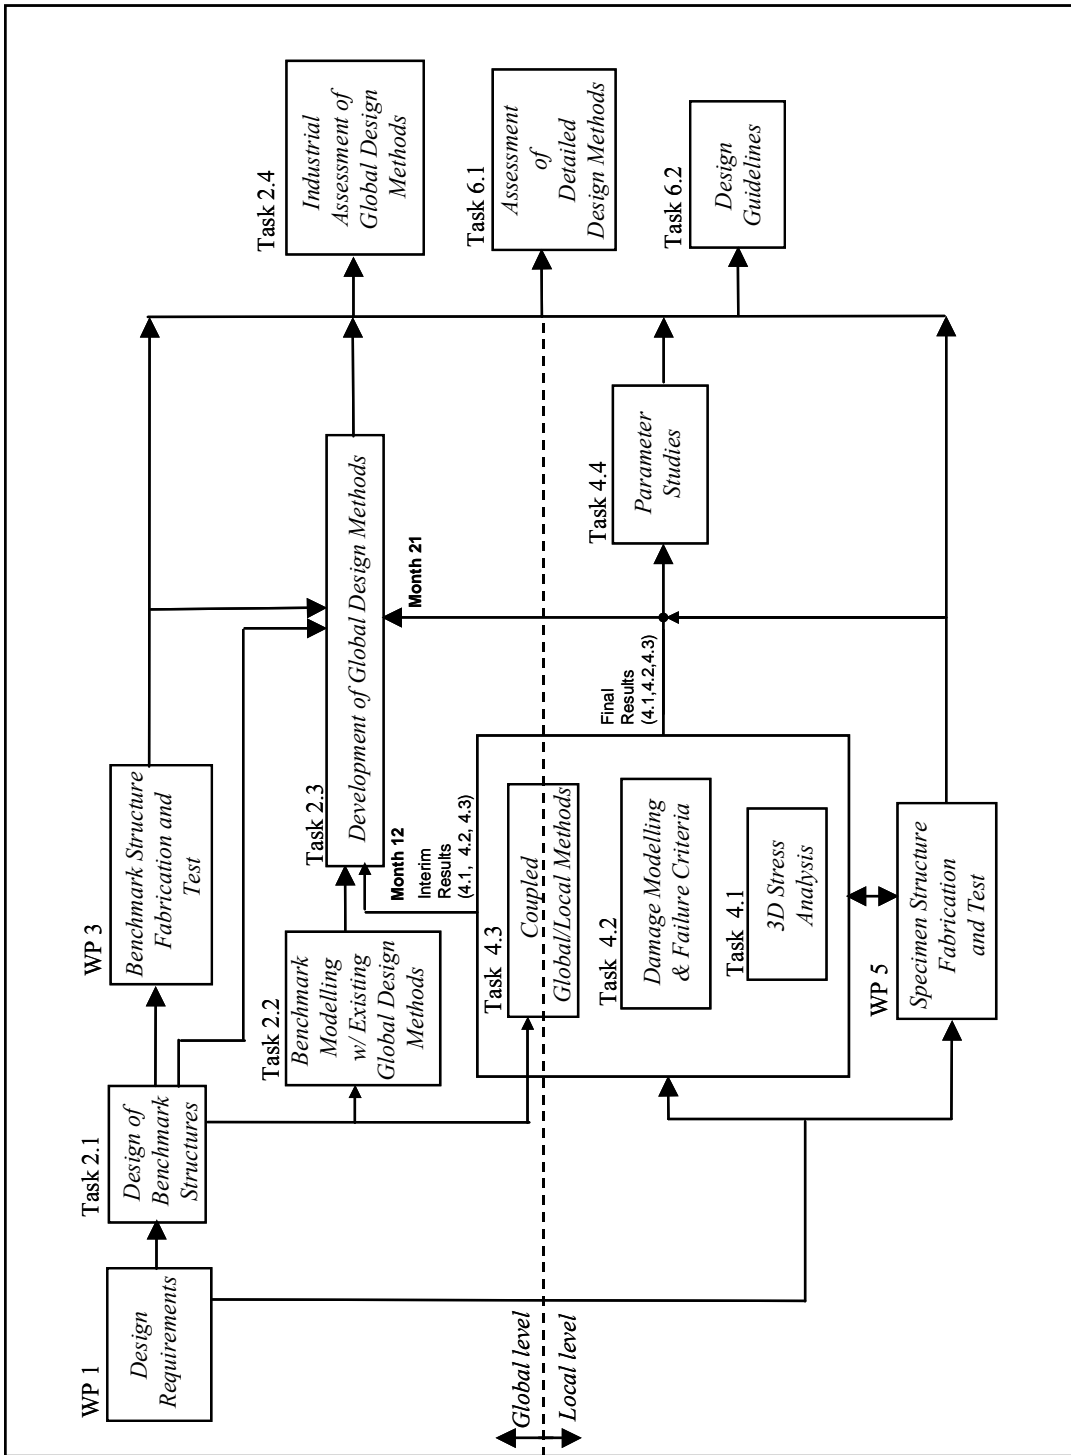 WP 1
Design
Requirements
Task 2.1
Design of
Benchmark
Structures
WP 3
Benchmark Structure
Fabrication and
Test
Task 2.2
Benchmark
Modelling
w/ Existing
Global Design
Methods
Task 2.3
Development of Global Design Methods
Month 12
Month 21
Interim
Results
(4.1, 4.2, 4.3)
Task 2.4
Industrial
Assessment of
Global Design
Methods
Task 6.1
Assessment
of
Detailed
Design Methods
Task 6.2
Design
Guidelines
Global level
Local level
Task 4.3
Coupled
Global/Local Methods
Task 4.2
Damage Modelling
& Failure Criteria
Task 4.1
3D Stress
Analysis
Final
Results
(4.1,4.2,4.3)
Task 4.4
Parameter
Studies
WP 5
Specimen Structure
Fabrication
and Test